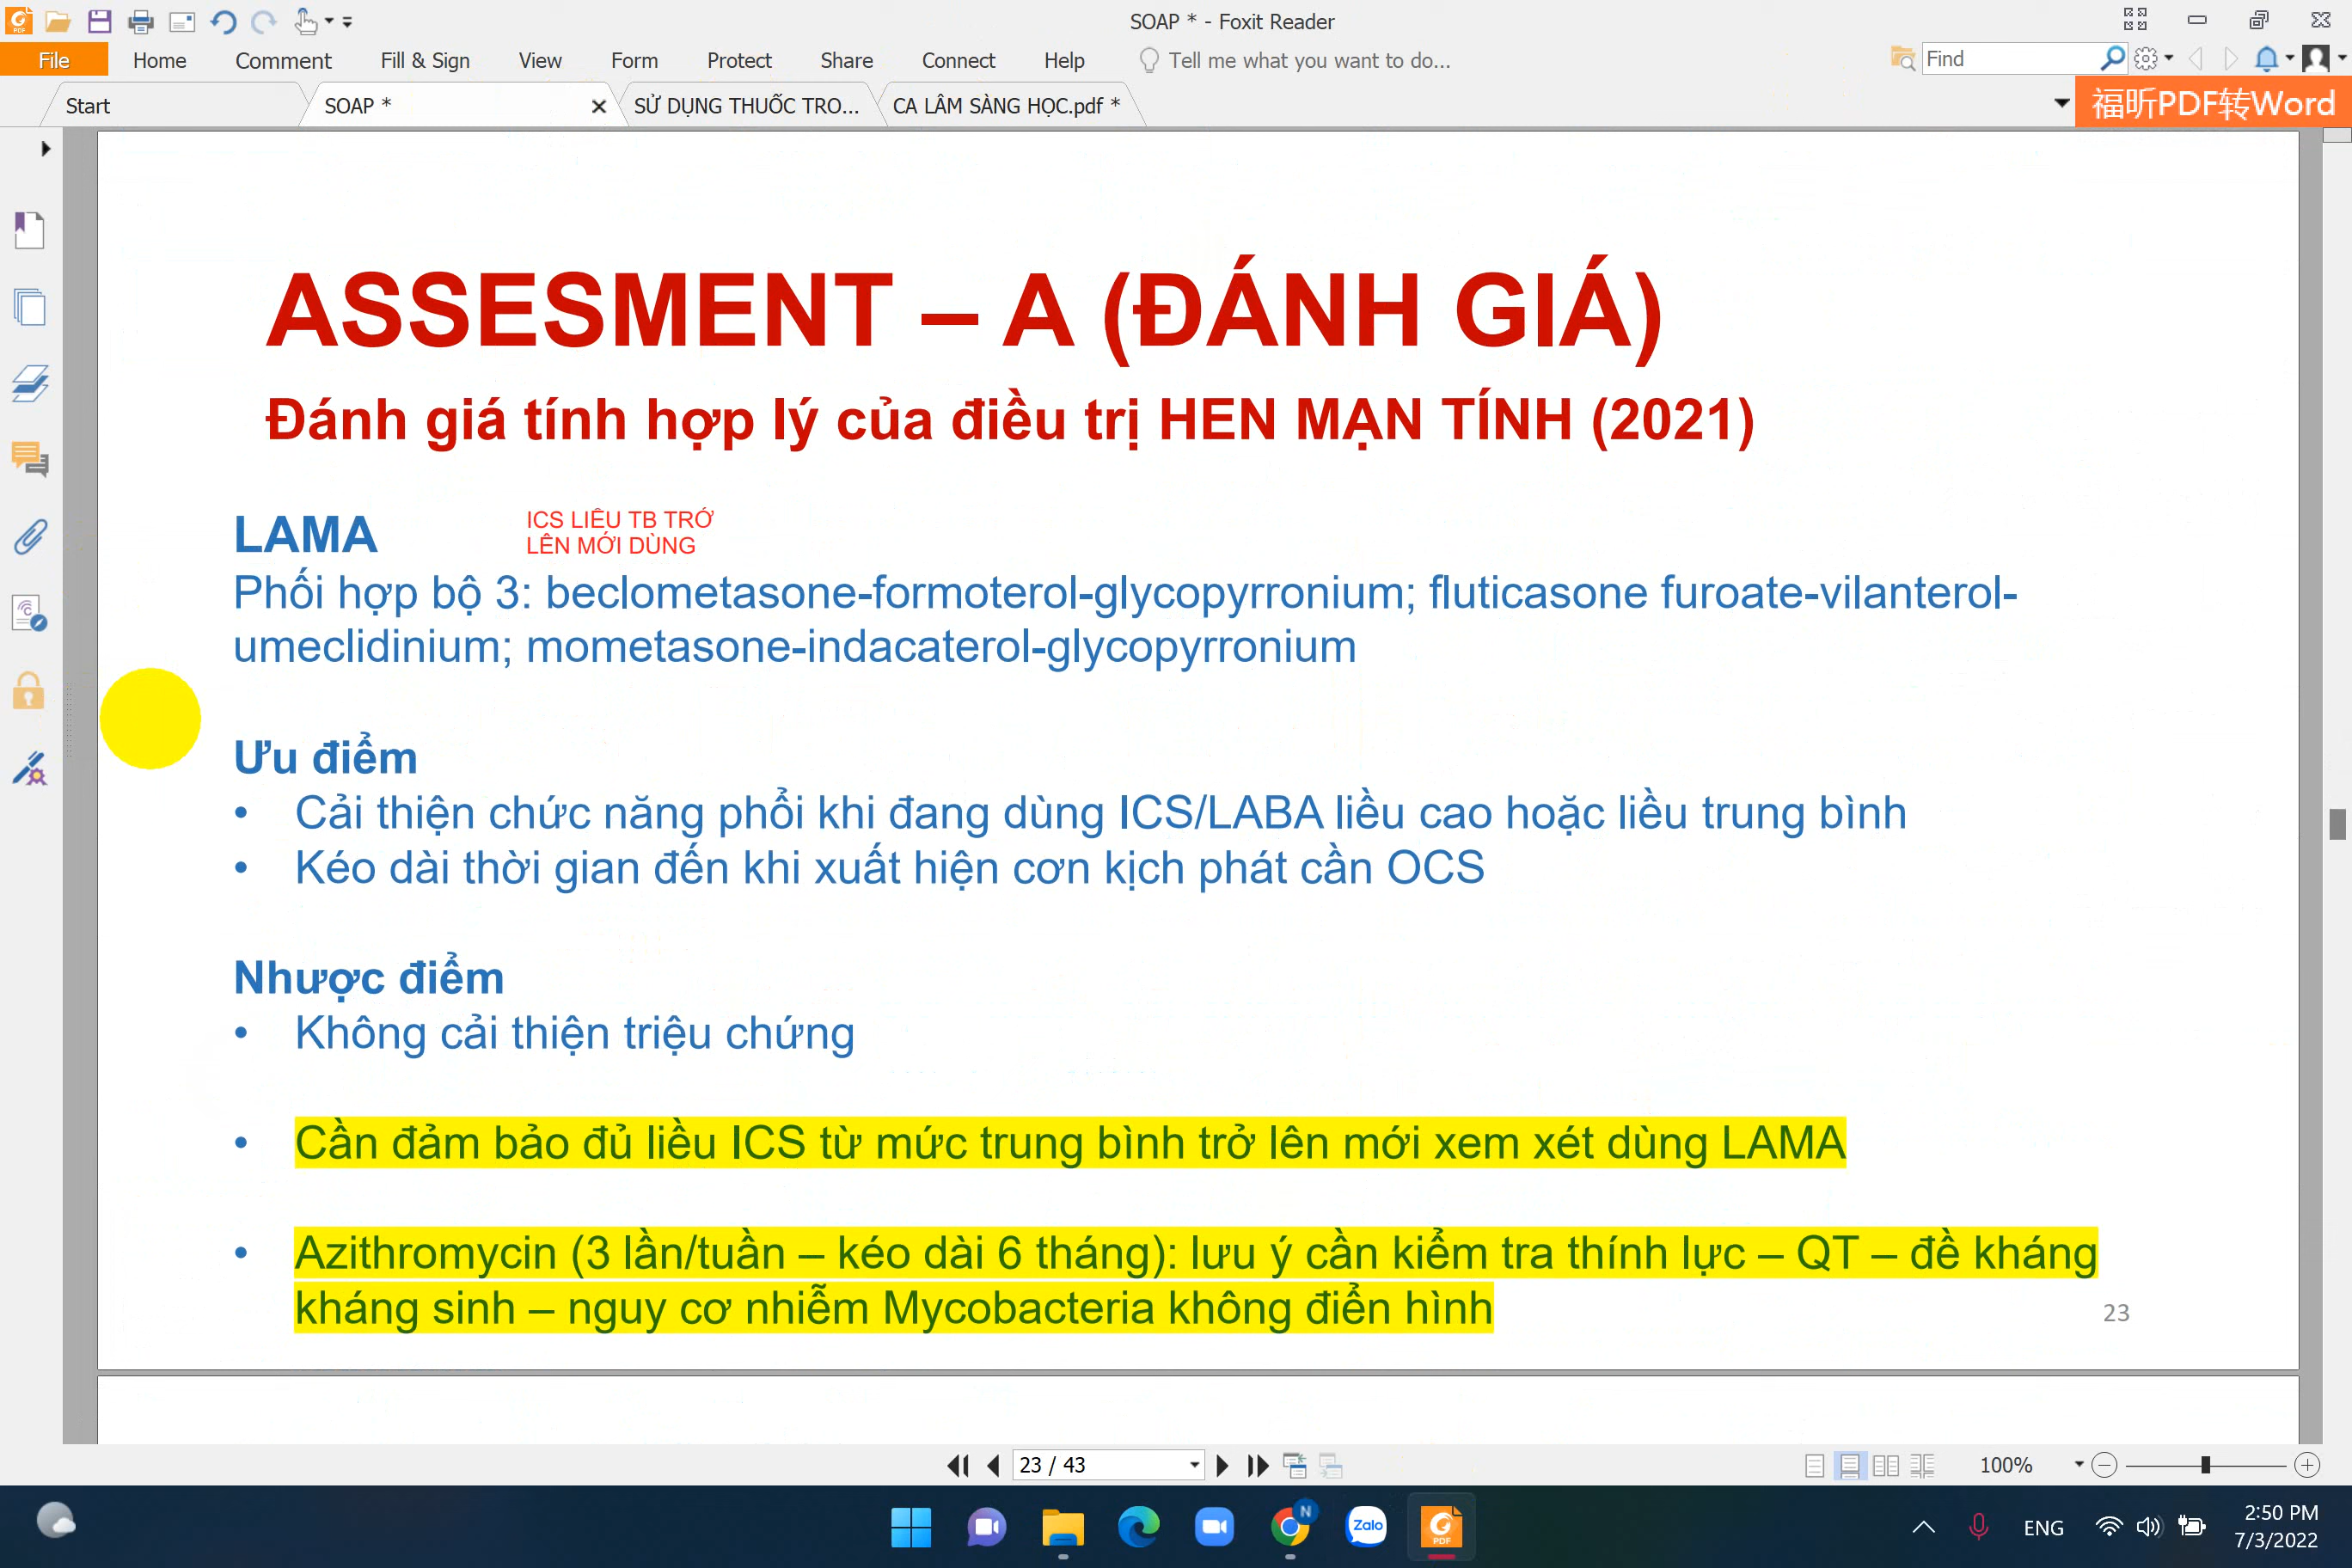 SOAP * - Foxit Reader
File Home Comment Fill & Sign View Form Protect Share Connect Help Tell me what you want to do... Find
Start SOAP * SỬ DỤNG THUỐC TRO... CA LÂM SÀNG HỌC.pdf * 福昕PDF转Word
ASSESMENT – A (ĐÁNH GIÁ)
Đánh giá tính hợp lý của điều trị HEN MẠN TÍNH (2021)
LAMA
ICS LIỀU TB TRỞ
LÊN MỚI DÙNG
Phối hợp bộ 3: beclometasone-formoterol-glycopyrronium; fluticasone furoate-vilanterol-
umeclidinium; mometasone-indacaterol-glycopyrronium
Ưu điểm
• Cải thiện chức năng phổi khi đang dùng ICS/LABA liều cao hoặc liều trung bình
• Kéo dài thời gian đến khi xuất hiện cơn kịch phát cần OCS
Nhược điểm
• Không cải thiện triệu chứng
• Cần đảm bảo đủ liều ICS từ mức trung bình trở lên mới xem xét dùng LAMA
• Azithromycin (3 lần/tuần – kéo dài 6 tháng): lưu ý cần kiểm tra thính lực – QT – đề kháng
kháng sinh – nguy cơ nhiễm Mycobacteria không điển hình
23
23 / 43 100%
N Zalo PDF ENG 2:50 PM
7/3/2022